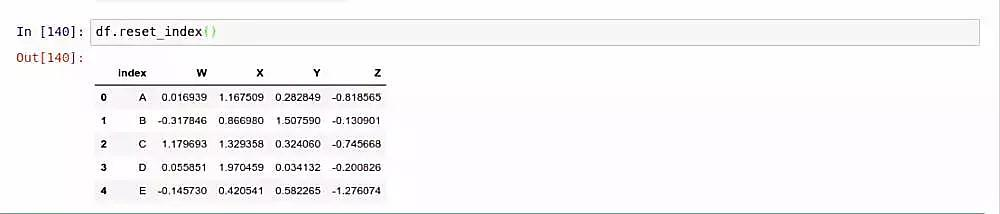 In [140]: df.reset_index()
Out[140]:
index W X Y Z
0 A 0.016939 1.167509 0.282849 -0.818565
1 B -0.317846 0.866980 1.507590 -0.130901
2 C 1.179693 1.329358 0.324060 -0.745668
3 D 0.055851 1.970459 0.034132 -0.200826
4 E -0.145730 0.420541 0.582265 -1.276074